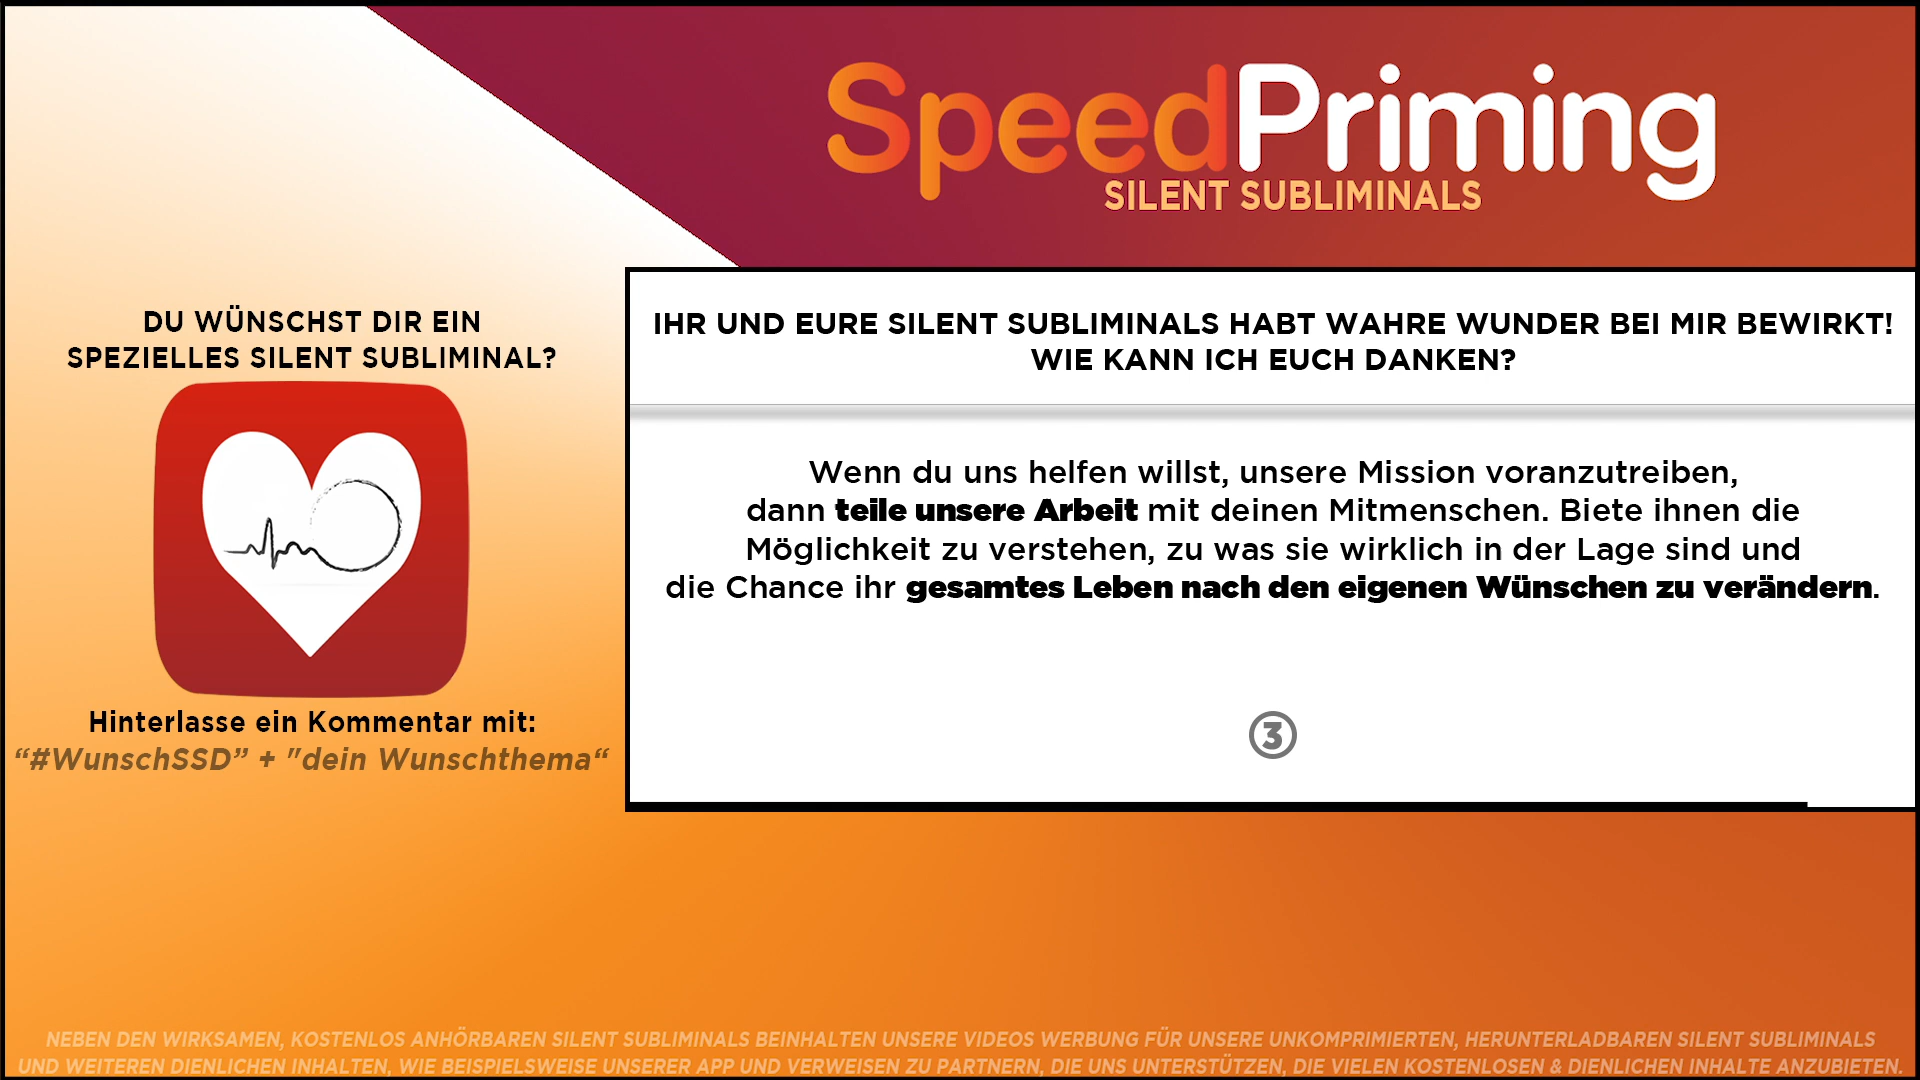 SpeedPriming
SILENT SUBLIMINALS
DU WÜNSCHST DIR EIN
SPEZIELLES SILENT SUBLIMINAL?
Hinterlasse ein Kommentar mit:
“#WunschSSD” + "dein Wunschthema“
IHR UND EURE SILENT SUBLIMINALS HABT WAHRE WUNDER BEI MIR BEWIRKT!
WIE KANN ICH EUCH DANKEN?
Wenn du uns helfen willst, unsere Mission voranzutreiben,
dann teile unsere Arbeit mit deinen Mitmenschen. Biete ihnen die
Möglichkeit zu verstehen, zu was sie wirklich in der Lage sind und
die Chance ihr gesamtes Leben nach den eigenen Wünschen zu verändern.
3
NEBEN DEN WIRKSAMEN, KOSTENLOS ANHÖRBAREN SILENT SUBLIMINALS BEINHALTEN UNSERE VIDEOS WERBUNG FÜR UNSERE UNKOMPRIMIERTEN, HERUNTERLADBAREN SILENT SUBLIMINALS
UND WEITEREN DIENLICHEN INHALTEN, WIE BEISPIELSWEISE UNSERER APP UND VERWEISEN ZU PARTNERN, DIE UNS UNTERSTÜTZEN, DIE VIELEN KOSTENLOSEN & DIENLICHEN INHALTE ANZUBIETEN.